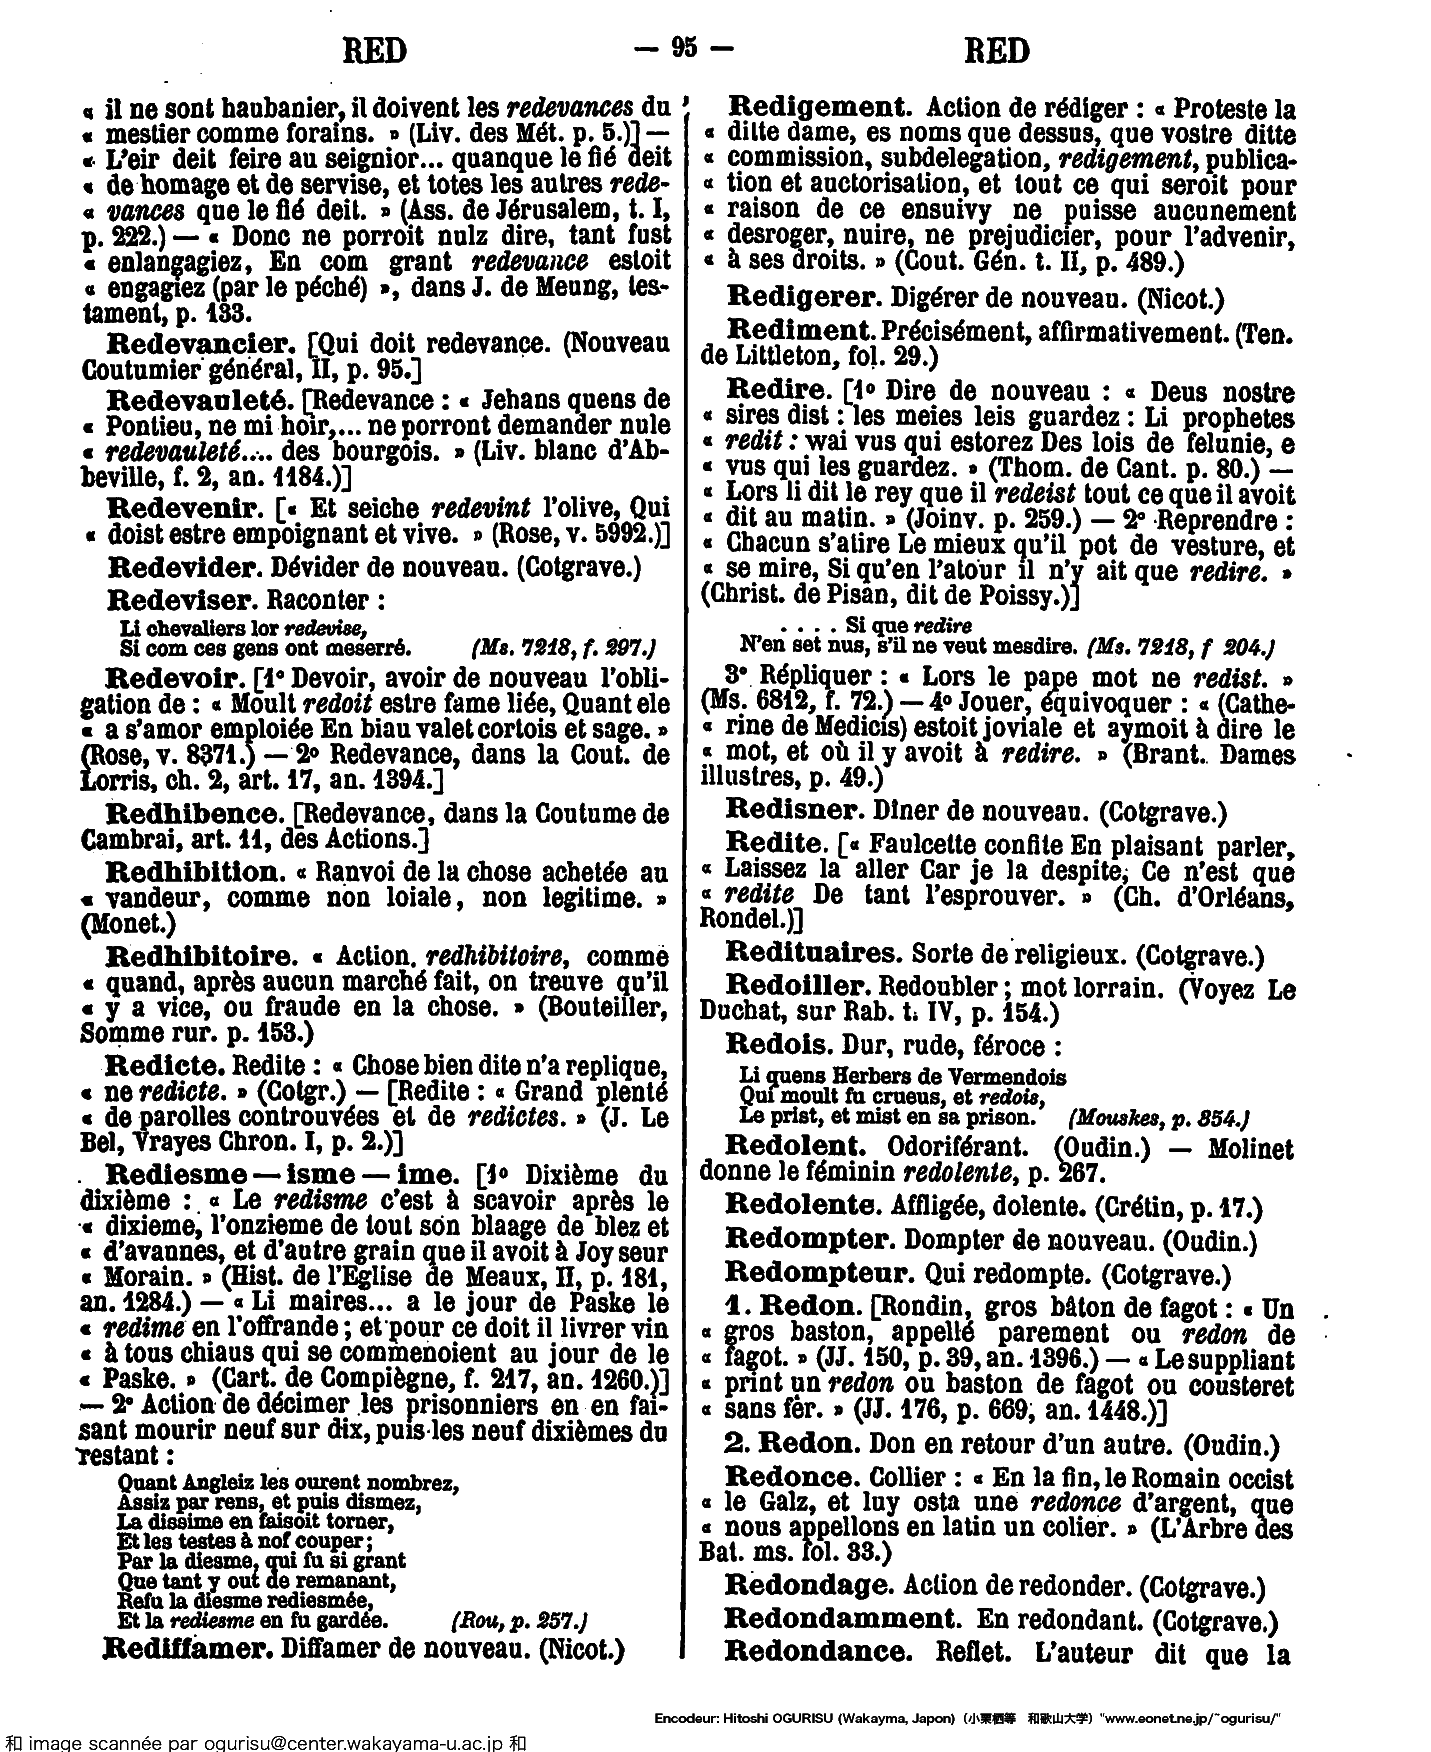 RED — 95 — RED
« il ne sont haubanier, il doivent les redevances du
« mestier comme forains. » (Liv. des Mét. p. 5.)] —
« L'eir deit feire au seignior... quanque le fié deit
« de homage et de servise, et totes les autres rede-
« vances que le fié deit. » (Ass. de Jérusalem, t. I,
p. 222.) — « Donc ne porroit nulz dire, tant fust
« enlangagiez, En com grant redevance estoit
« engagiez (par le péché) », dans J. de Meung, tes-
tament, p. 133.
Redevancier. [Qui doit redevance. (Nouveau
Coutumier général, II, p. 95.]
Redevauleté. [Redevance : « Jehans quens de
« Pontieu, ne mi hoir,... ne porront demander nule
« redevauleté.... des bourgois. » (Liv. blanc d'Ab-
beville, f. 2, an. 1184.)]
Redevenir. [« Et seiche redevint l'olive, Qui
« doist estre empoignant et vive. » (Rose, v. 5992.)]
Redevider. Dévider de nouveau. (Cotgrave.)
Redeviser. Raconter :
Li chevaliers lor redevise,
Si com ces gens ont meserré. (Ms. 7218, f. 297.)
Redevoir. [1º Devoir, avoir de nouveau l'obli-
gation de : « Moult redoit estre fame liée, Quant ele
« a s'amor emploiée En biau valet cortois et sage. »
(Rose, v. 8371.) — 2º Redevance, dans la Cout. de
Lorris, ch. 2, art. 17, an. 1394.]
Redhibence. [Redevance, dans la Coutume de
Cambrai, art. 11, des Actions.]
Redhibition. « Ranvoi de la chose achetée au
« vandeur, comme non loiale, non legitime. »
(Monet.)
Redhibitoire. « Action redhibitoire, comme
« quand, après aucun marché fait, on treuve qu'il
« y a vice, ou fraude en la chose. » (Bouteiller,
Somme rur. p. 153.)
Redicte. Redite : « Chose bien dite n'a replique,
« ne redicte. » (Cotgr.) — [Redite : « Grand plenté
« de parolles controuvées et de redictes. » (J. Le
Bel, Vrayes Chron. I, p. 2.)]
Rediesme — isme — ime. [1º Dixième du
dixième : « Le redisme c'est à scavoir après le
« dixieme, l'onzieme de tout son blaage de blez et
« d'avannes, et d'autre grain que il avoit à Joy seur
« Morain. » (Hist. de l'Eglise de Meaux, II, p. 181,
an. 1284.) — « Li maires... a le jour de Paske le
« redime en l'offrande ; et pour ce doit il livrer vin
« à tous chiaus qui se commenoient au jour de le
« Paske. » (Cart. de Compiègne, f. 217, an. 1260.)]
— 2º Action de décimer les prisonniers en en fai-
sant mourir neuf sur dix, puis les neuf dixièmes du
restant :
Quant Angleiz les ourent nombrez,
Assiz par rens, et puis dismez,
La dissime en faisoit torner,
Et les testes à nof couper ;
Par la diesme, qui fu si grant
Que tant y out de remanant,
Refu la diesme rediesmée,
Et la rediesme en fu gardée. (Rou, p. 257.)
Rediffamer. Diffamer de nouveau. (Nicot.)
Redigement. Action de rédiger : « Proteste la
« ditte dame, es noms que dessus, que vostre ditte
« commission, subdelegation, redigement, publica-
« tion et auctorisation, et tout ce qui seroit pour
« raison de ce ensuivy ne puisse aucunement
« desroger, nuire, ne prejudicier, pour l'advenir,
« à ses droits. » (Cout. Gén. t. II, p. 489.)
Redigerer. Digérer de nouveau. (Nicot.)
Rediment. Précisément, affirmativement. (Ten.
de Littleton, fol. 29.)
Redire. [1º Dire de nouveau : « Deus nostre
« sires dist : les meies leis guardez : Li prophetes
« redit : wai vus qui estorez Des lois de felunie, e
« vus qui les guardez. » (Thom. de Cant. p. 80.) —
« Lors li dit le rey que il redeist tout ce que il avoit
« dit au matin. » (Joinv. p. 259.) — 2º Reprendre :
« Chacun s'atire Le mieux qu'il pot de vesture, et
« se mire, Si qu'en l'atour il n'y ait que redire. »
(Christ. de Pisan, dit de Poissy.)]
. . . . Si que redire
N'en set nus, s'il ne veut mesdire. (Ms. 7218, f 204.)
3º Répliquer : « Lors le pape mot ne redist. »
(Ms. 6812, f. 72.) — 4º Jouer, équivoquer : « (Cathe-
« rine de Medicis) estoit joviale et aymoit à dire le
« mot, et où il y avoit à redire. » (Brant. Dames
illustres, p. 49.)
Redisner. Dîner de nouveau. (Cotgrave.)
Redite. [« Faulcette confite En plaisant parler,
« Laissez la aller Car je la despite; Ce n'est que
« redite De tant l'esprouver. » (Ch. d'Orléans,
Rondel.)]
Redituaires. Sorte de religieux. (Cotgrave.)
Redoiller. Redoubler ; mot lorrain. (Voyez Le
Duchat, sur Rab. t. IV, p. 154.)
Redois. Dur, rude, féroce :
Li quens Herbers de Vermendois
Qui moult fu crueus, et redois,
Le prist, et mist en sa prison. (Mouskes, p. 854.)
Redolent. Odoriférant. (Oudin.) — Molinet
donne le féminin redolente, p. 267.
Redolente. Affligée, dolente. (Crétin, p. 17.)
Redompter. Dompter de nouveau. (Oudin.)
Redompteur. Qui redompte. (Cotgrave.)
1. Redon. [Rondin, gros bâton de fagot : « Un
« gros baston, appellé parement ou redon de
« fagot. » (JJ. 150, p. 39, an. 1396.) — « Le suppliant
« print un redon ou baston de fagot ou cousteret
« sans fer. » (JJ. 176, p. 669, an. 1448.)]
2. Redon. Don en retour d'un autre. (Oudin.)
Redonce. Collier : « En la fin, le Romain occist
« le Galz, et luy osta une redonce d'argent, que
« nous appellons en latin un colier. » (L'Arbre des
Bat. ms. fol. 33.)
Redondage. Action de redonder. (Cotgrave.)
Redondamment. En redondant. (Cotgrave.)
Redondance. Reflet. L'auteur dit que la
Encodeur: Hitoshi OGURISU (Wakayma, Japon) (小栗栖等 和歌山大学) "www.eonet.ne.jp/~ogurisu/"
和 image scannée par ogurisu@center.wakayama-u.ac.jp 和